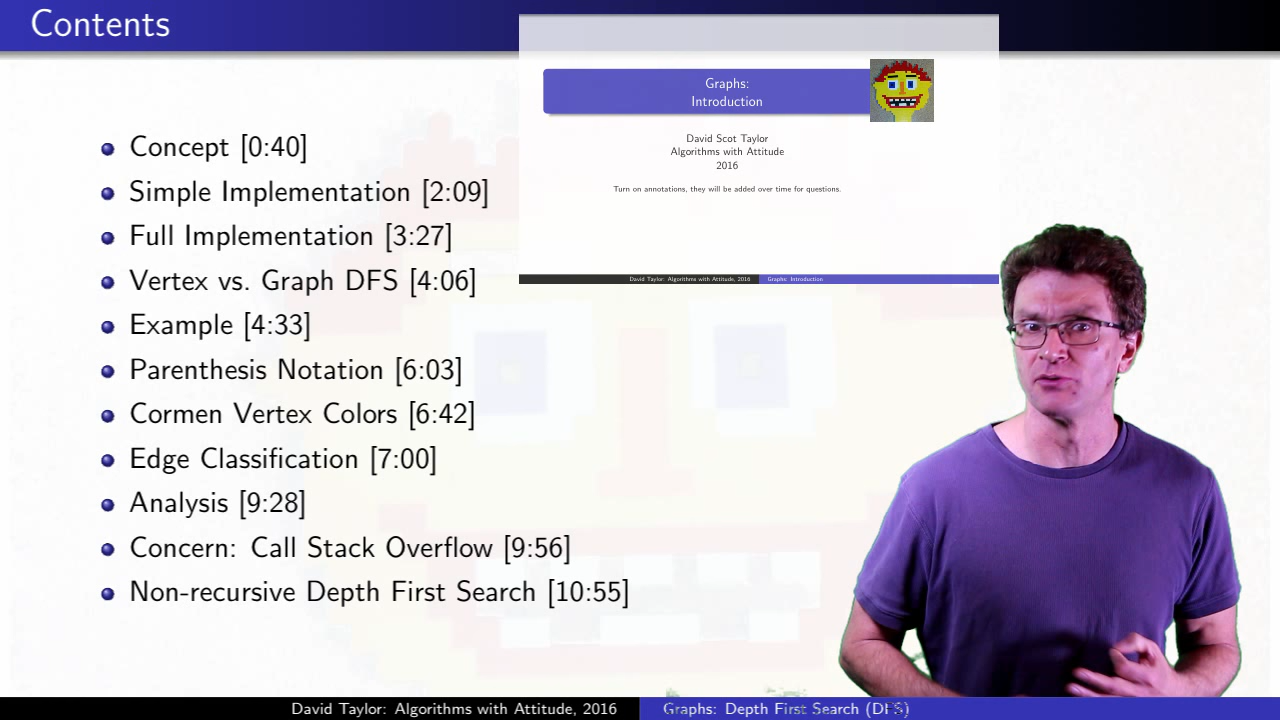 Contents
Graphs:
Introduction
David Scot Taylor
Algorithms with Attitude
2016
Turn on annotations, they will be added over time for questions.
David Taylor: Algorithms with Attitude, 2016
Graphs: Introduction
Concept [0:40]
Simple Implementation [2:09]
Full Implementation [3:27]
Vertex vs. Graph DFS [4:06]
Example [4:33]
Parenthesis Notation [6:03]
Cormen Vertex Colors [6:42]
Edge Classification [7:00]
Analysis [9:28]
Concern: Call Stack Overflow [9:56]
Non-recursive Depth First Search [10:55]
David Taylor: Algorithms with Attitude, 2016
Graphs: Depth First Search (DFS)